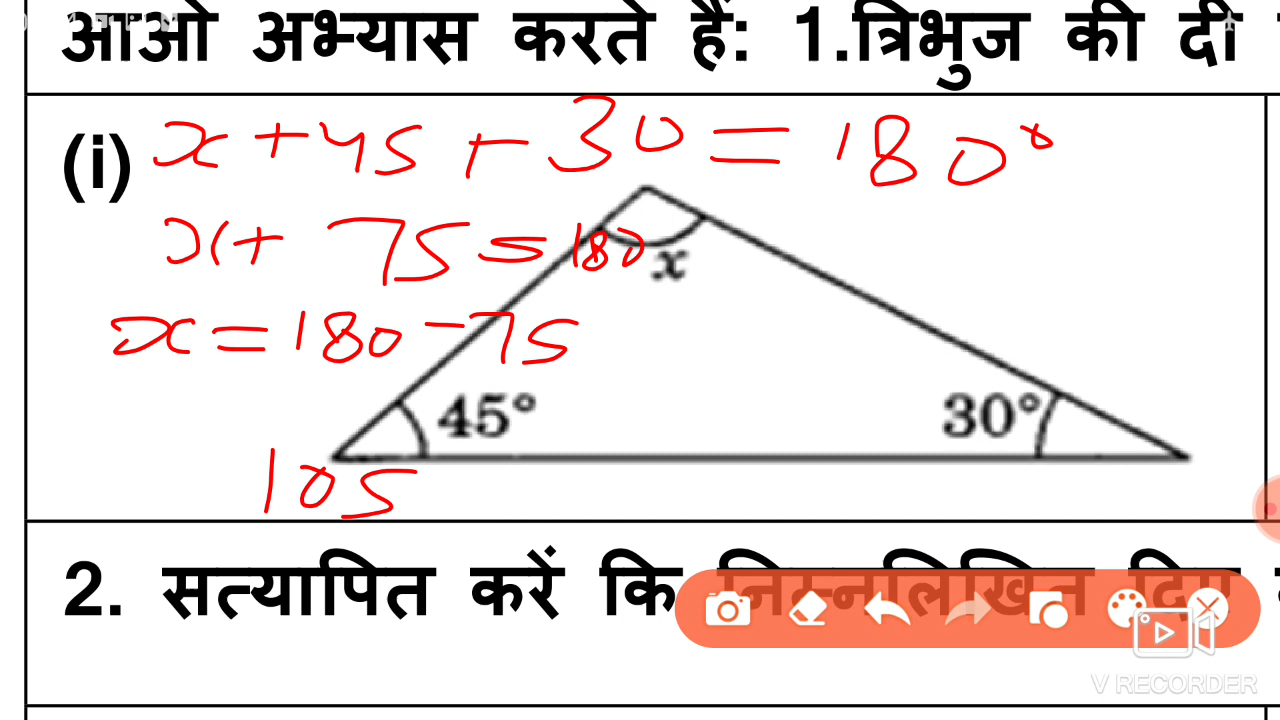 आओ अभ्यास करते हैं: 1.त्रिभुज की दी
(i) x + 45 + 30 = 180°
x + 75 = 180
x
x = 180 - 75
45° 30°
105
2. सत्यापित करें कि निम्नलिखित दिए
V RECORDER